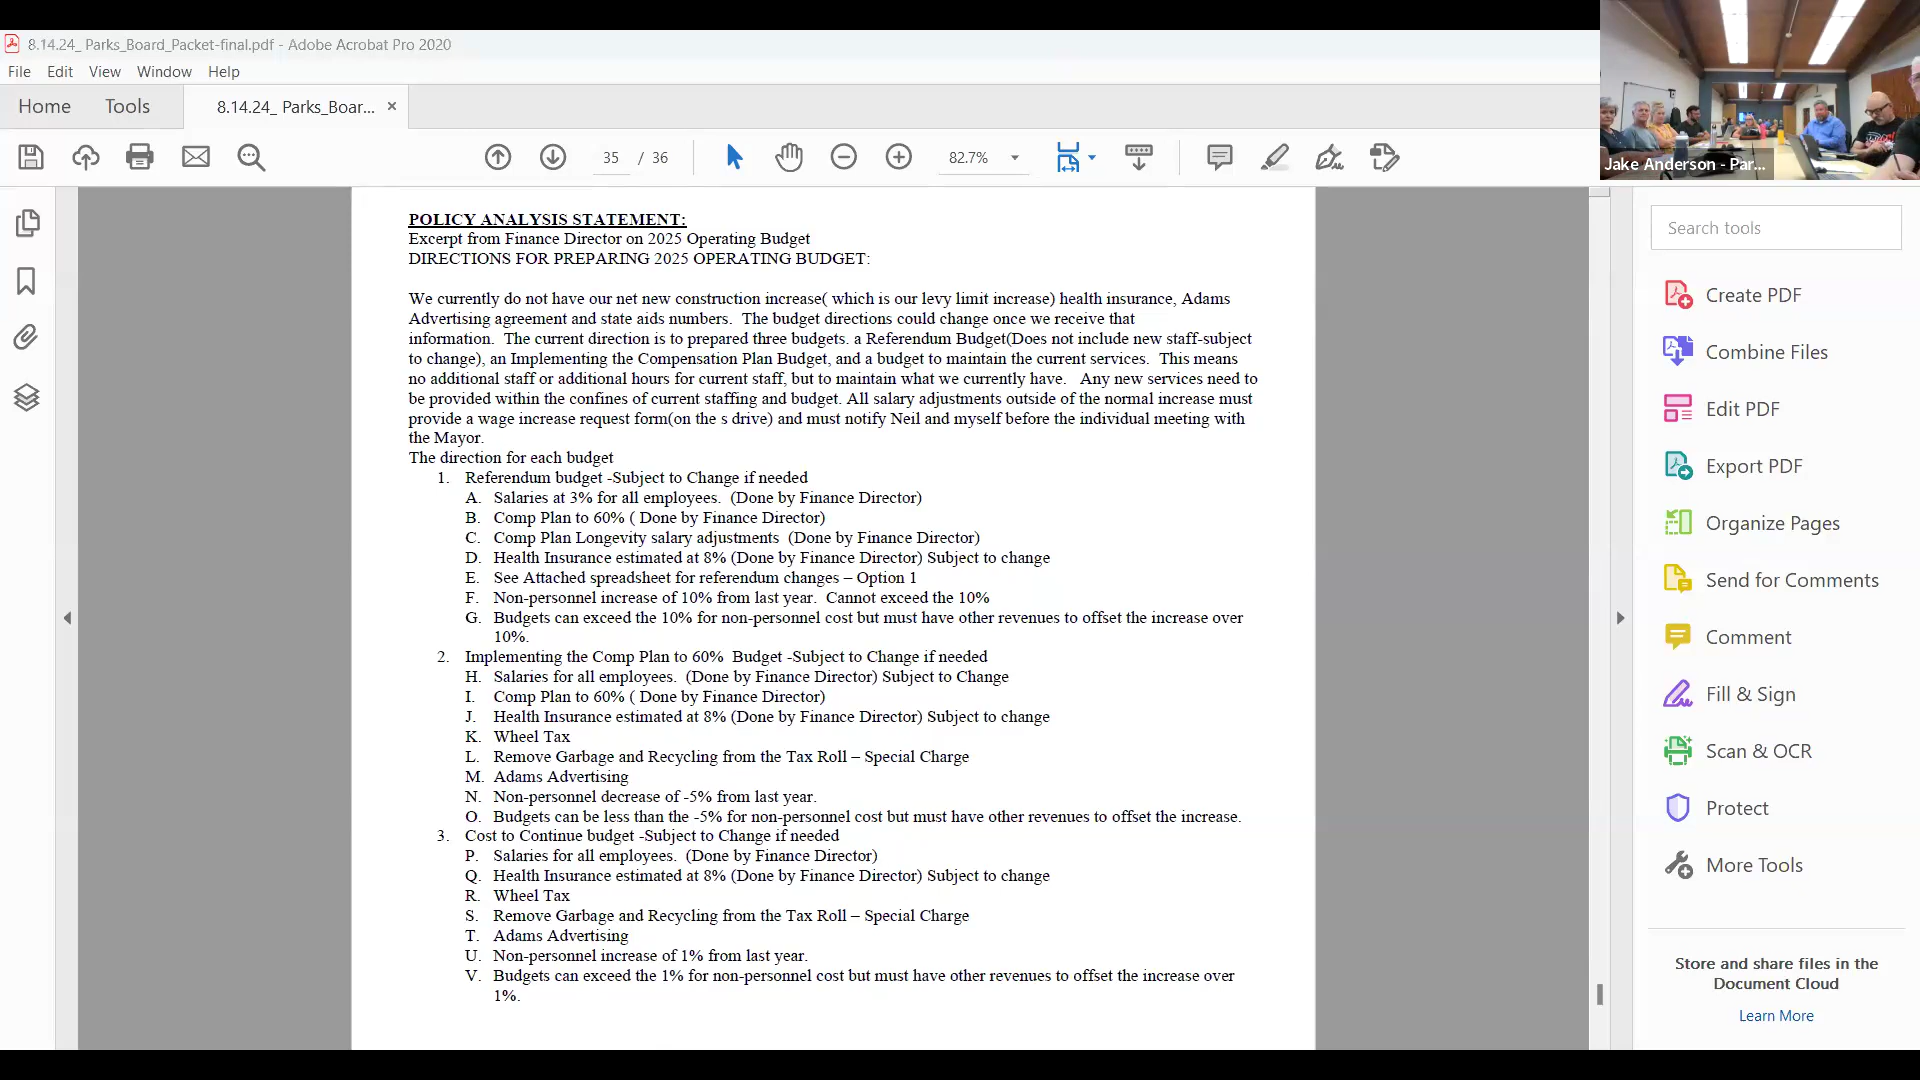 8.14.24_ Parks_Board_Packet-final.pdf - Adobe Acrobat Pro 2020
File Edit View Window Help
Home Tools 8.14.24_ Parks_Boar... ×
35 / 36 82.7%
Jake Anderson - Par...
POLICY ANALYSIS STATEMENT:
Excerpt from Finance Director on 2025 Operating Budget
DIRECTIONS FOR PREPARING 2025 OPERATING BUDGET:
We currently do not have our net new construction increase( which is our levy limit increase) health insurance, Adams
Advertising agreement and state aids numbers.  The budget directions could change once we receive that
information.  The current direction is to prepared three budgets. a Referendum Budget(Does not include new staff-subject
to change), an Implementing the Compensation Plan Budget, and a budget to maintain the current services.  This means
no additional staff or additional hours for current staff, but to maintain what we currently have.   Any new services need to
be provided within the confines of current staffing and budget. All salary adjustments outside of the normal increase must
provide a wage increase request form(on the s drive) and must notify Neil and myself before the individual meeting with
the Mayor.
The direction for each budget
1. Referendum budget -Subject to Change if needed
A. Salaries at 3% for all employees.  (Done by Finance Director)
B. Comp Plan to 60% ( Done by Finance Director)
C. Comp Plan Longevity salary adjustments  (Done by Finance Director)
D. Health Insurance estimated at 8% (Done by Finance Director) Subject to change
E. See Attached spreadsheet for referendum changes – Option 1
F. Non-personnel increase of 10% from last year.  Cannot exceed the 10%
G. Budgets can exceed the 10% for non-personnel cost but must have other revenues to offset the increase over
10%.
2. Implementing the Comp Plan to 60%  Budget -Subject to Change if needed
H. Salaries for all employees.  (Done by Finance Director) Subject to Change
I. Comp Plan to 60% ( Done by Finance Director)
J. Health Insurance estimated at 8% (Done by Finance Director) Subject to change
K. Wheel Tax
L. Remove Garbage and Recycling from the Tax Roll – Special Charge
M. Adams Advertising
N. Non-personnel decrease of -5% from last year.
O. Budgets can be less than the -5% for non-personnel cost but must have other revenues to offset the increase.
3. Cost to Continue budget -Subject to Change if needed
P. Salaries for all employees.  (Done by Finance Director)
Q. Health Insurance estimated at 8% (Done by Finance Director) Subject to change
R. Wheel Tax
S. Remove Garbage and Recycling from the Tax Roll – Special Charge
T. Adams Advertising
U. Non-personnel increase of 1% from last year.
V. Budgets can exceed the 1% for non-personnel cost but must have other revenues to offset the increase over
1%.
Search tools
Create PDF
Combine Files
Edit PDF
Export PDF
Organize Pages
Send for Comments
Comment
Fill & Sign
Scan & OCR
Protect
More Tools
Store and share files in the
Document Cloud
Learn More